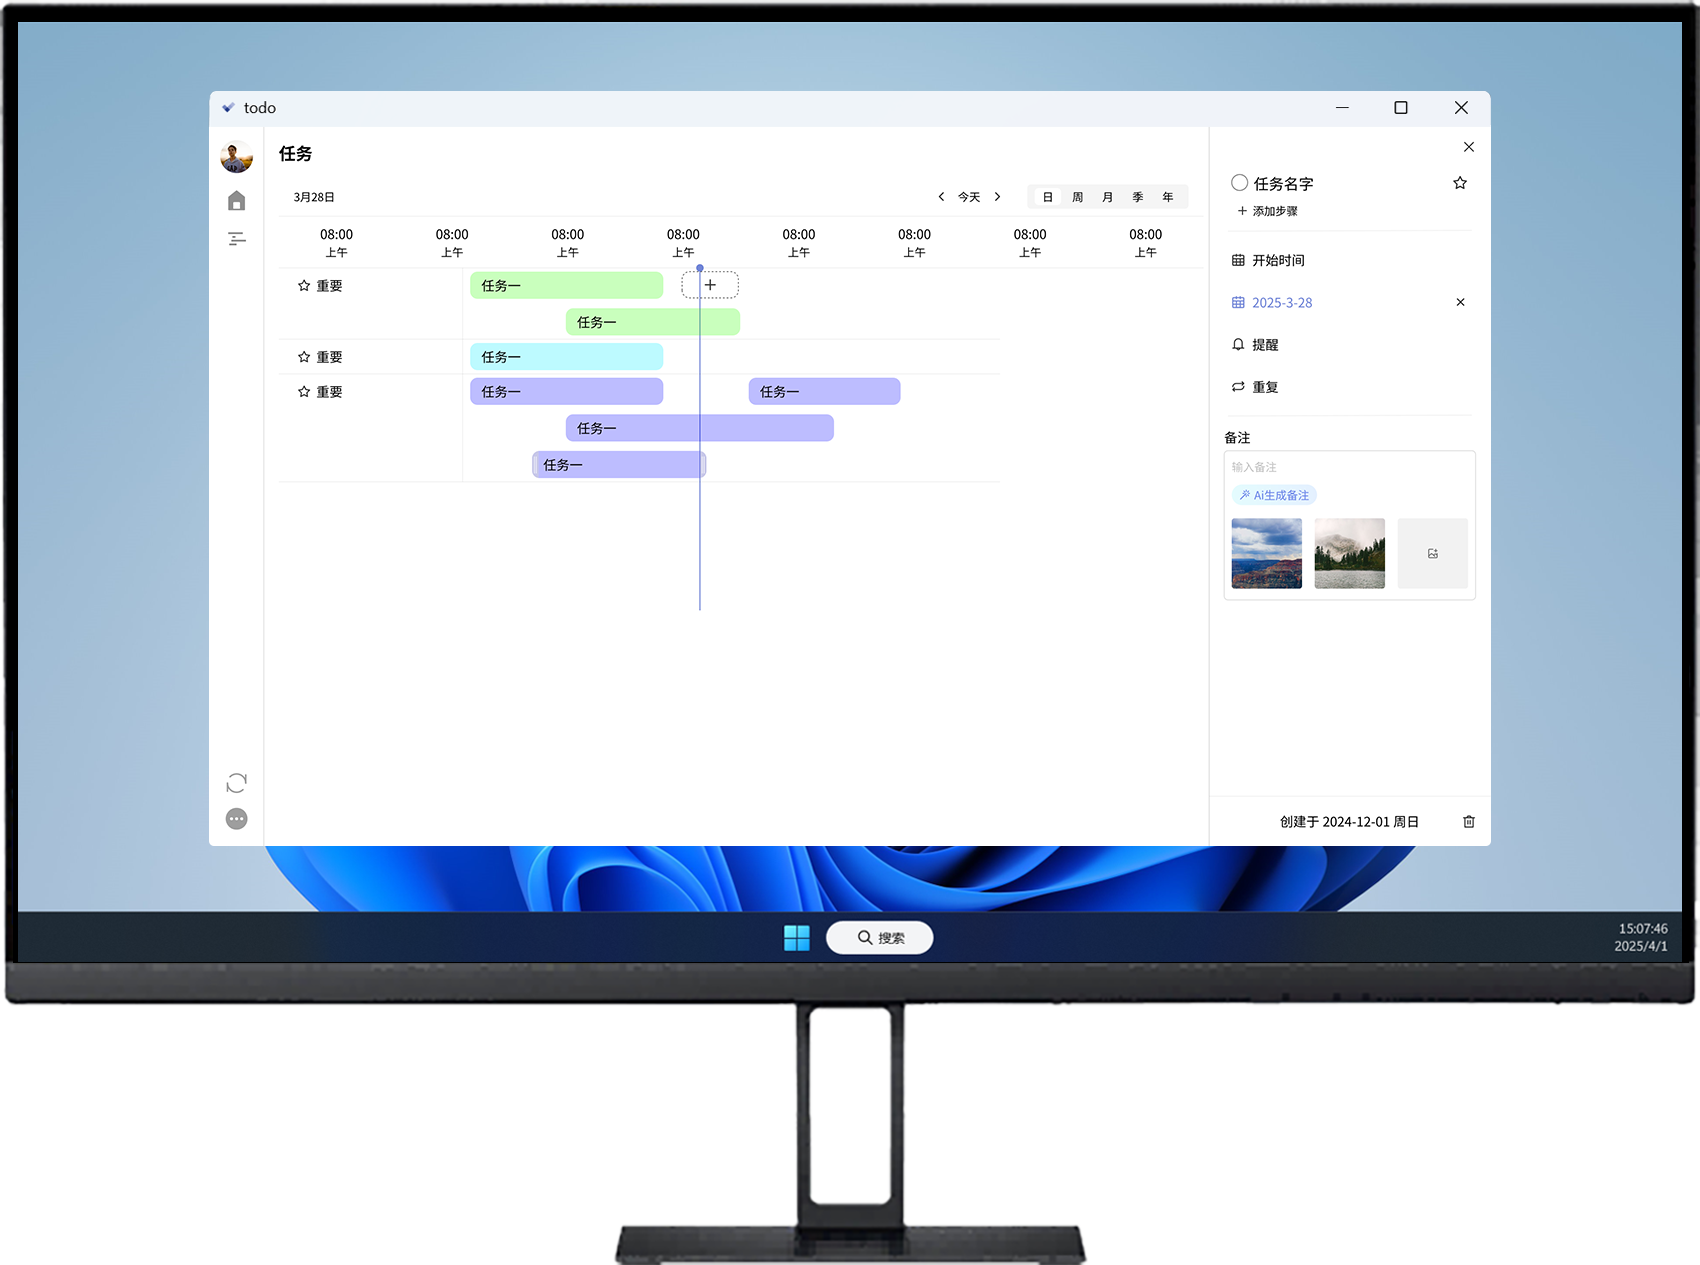 todo
任务
3月28日
今天
日 周 月 季 年
08:00 08:00 08:00 08:00 08:00 08:00 08:00 08:00
上午 上午 上午 上午 上午 上午 上午 上午
重要
任务一
任务一
重要
任务一
重要
任务一
任务一
任务一
任务一
任务名字
添加步骤
开始时间
2025-3-28
提醒
重复
备注
输入备注
Ai生成备注
创建于 2024-12-01 周日
搜索
15:07:46
2025/4/1